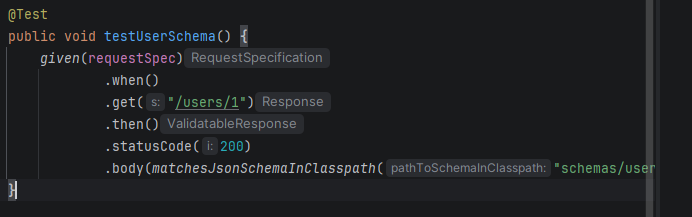 @Test
public void testUserSchema() {
given(requestSpec) RequestSpecification
.when()
.get( s: "/users/1") Response
.then() ValidatableResponse
.statusCode( i: 200)
.body(matchesJsonSchemaInClasspath( pathToSchemaInClasspath: "schemas/user
}